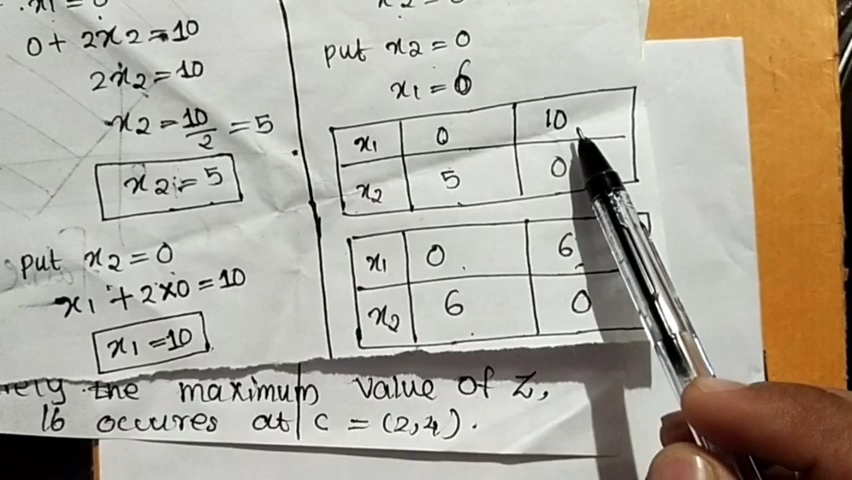 x1 = 0
0 + 2x2 = 10
2x2 = 10
x2 = 10/2 = 5
x2 = 5
put x2 = 0
x1 + 2×0 = 10
x1 = 10
put x2 = 0
x1 = 6
x1 0 10
x2 5 0
x1 0 6
x2 6 0
the maximum value of Z,
16 occures at C = (2,4).